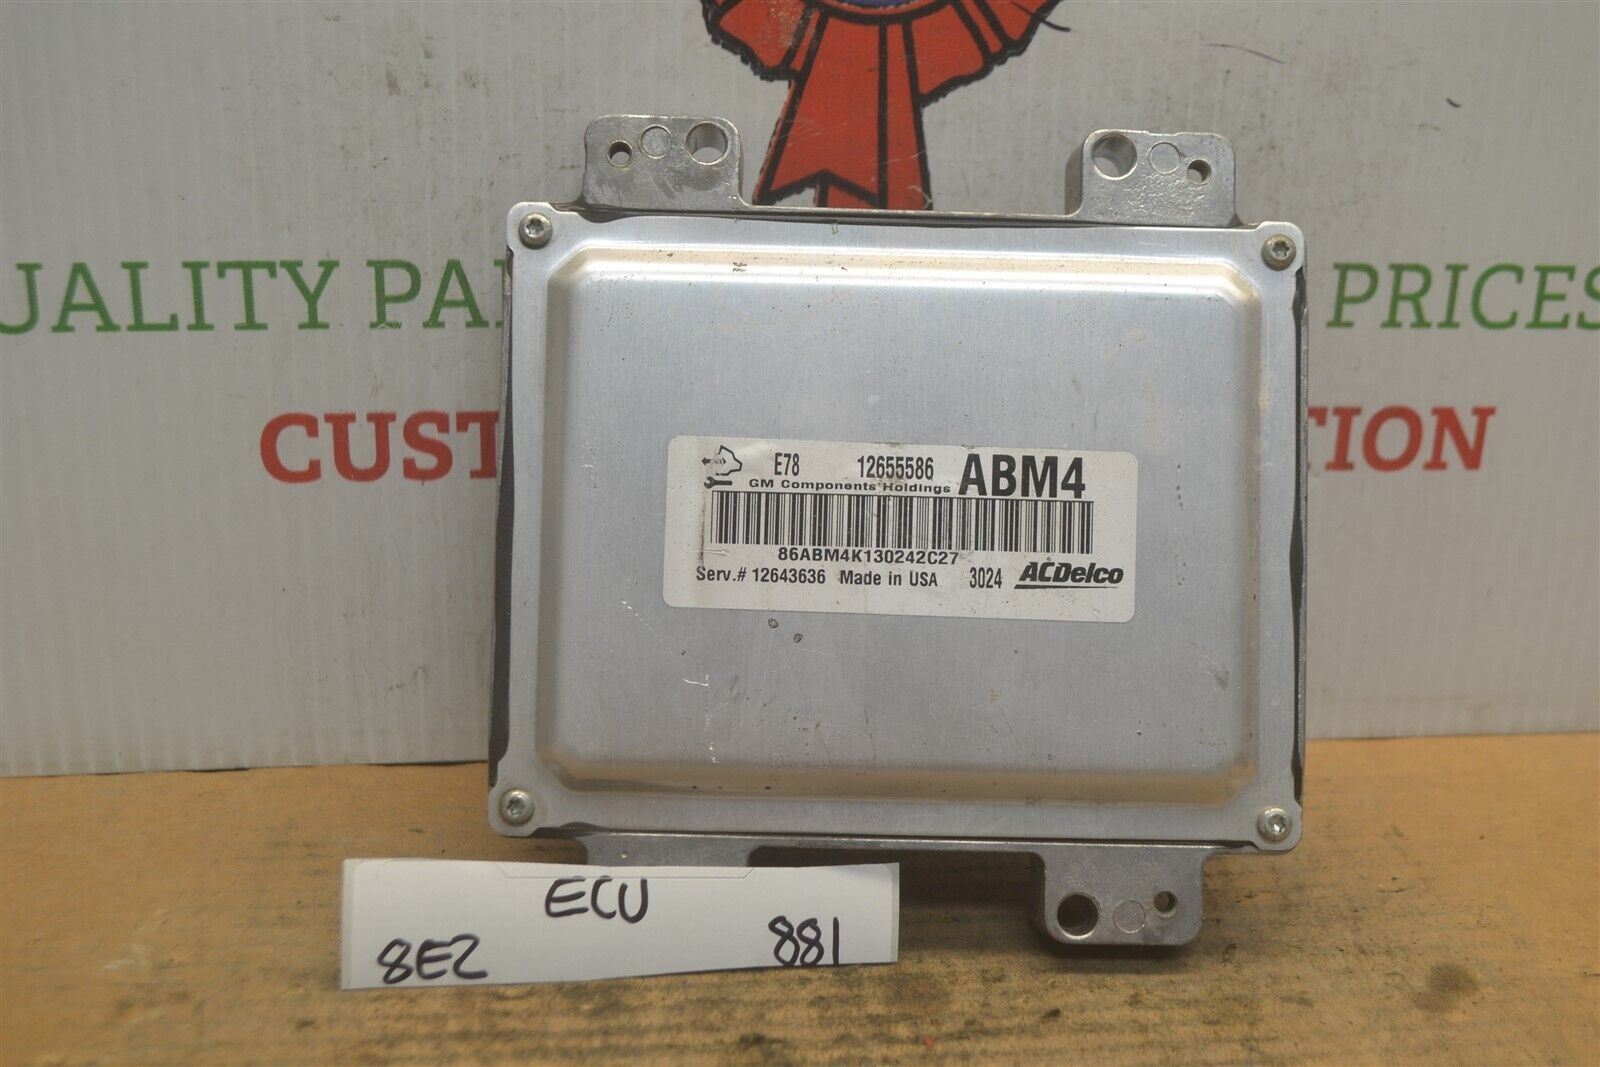 UALITY PA PRICES
CUST TION
E78 12655586 ABM4
GM Components Holdings
86ABM4K130242C27
Serv.# 12643636 Made in USA 3024 ACDelco
ECU
8E2 881